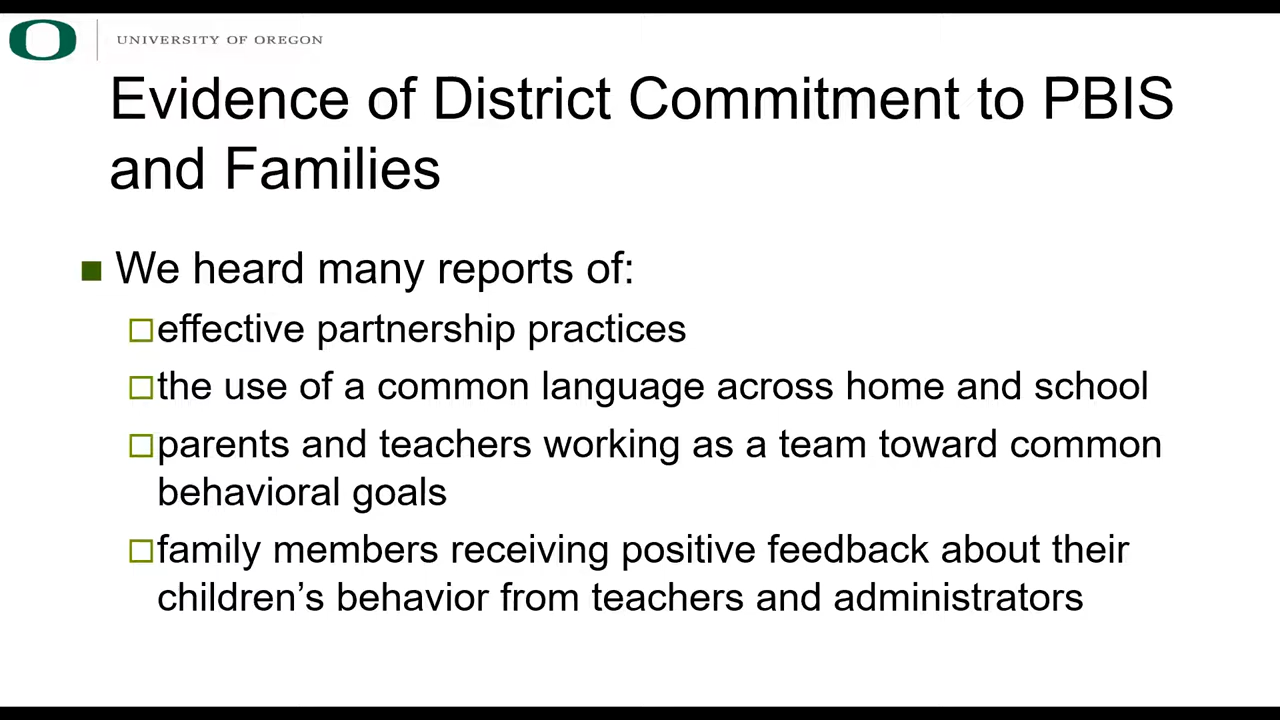 UNIVERSITY OF OREGON
Evidence of District Commitment to PBIS
and Families
We heard many reports of:
effective partnership practices
the use of a common language across home and school
parents and teachers working as a team toward common
behavioral goals
family members receiving positive feedback about their
children’s behavior from teachers and administrators